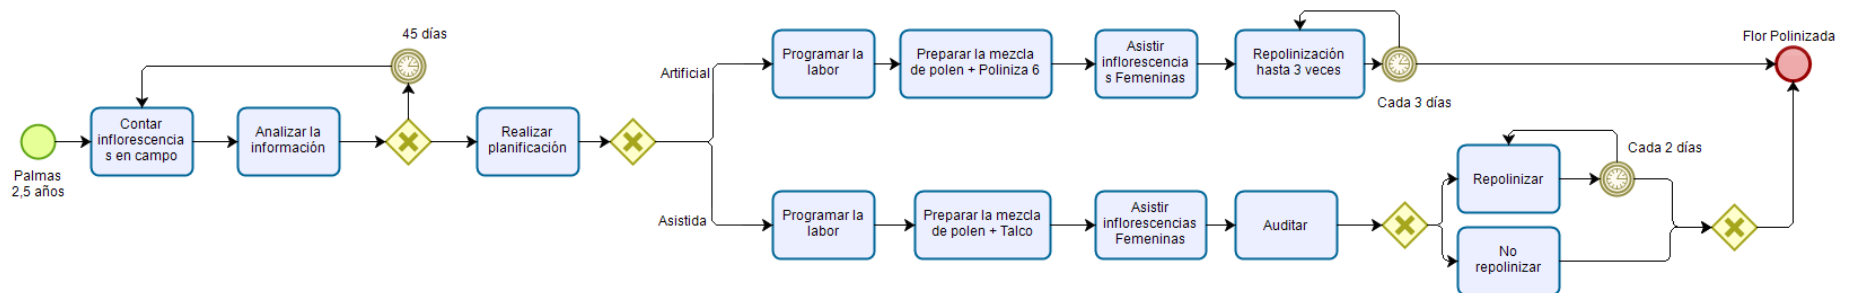 Palmas
2,5 años
Contar
inflorescencia
s en campo
Analizar la
información
45 días
Realizar
planificación
Artificial
Programar la
labor
Preparar la mezcla
de polen + Poliniza 6
Asistir
inflorescencia
s Femeninas
Repolinización
hasta 3 veces
Cada 3 días
Flor Polinizada
Asistida
Programar la
labor
Preparar la mezcla
de polen + Talco
Asistir
inflorescencias
Femeninas
Auditar
Repolinizar
Cada 2 días
No
repolinizar